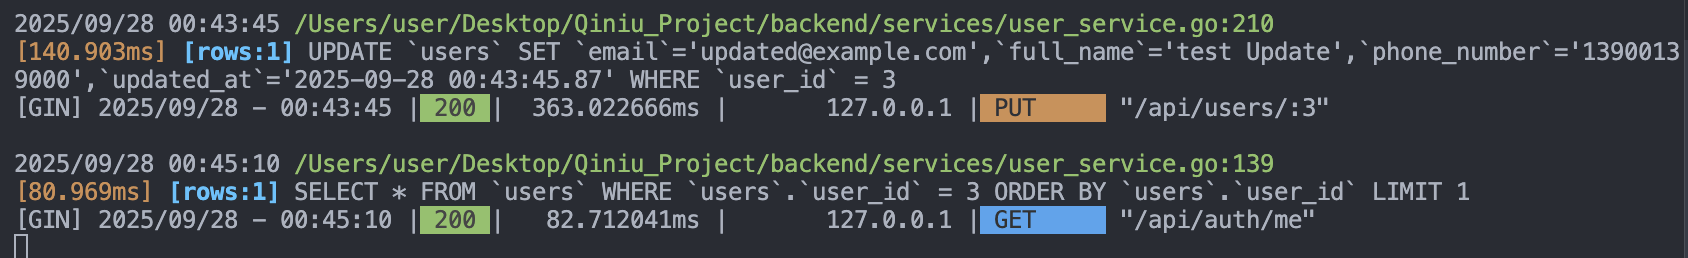 2025/09/28 00:43:45 /Users/user/Desktop/Qiniu_Project/backend/services/user_service.go:210
[140.903ms] [rows:1] UPDATE `users` SET `email`='updated@example.com',`full_name`='test Update',`phone_number`='1390013
9000',`updated_at`='2025-09-28 00:43:45.87' WHERE `user_id` = 3
[GIN] 2025/09/28 - 00:43:45 | 200 |  363.022666ms |       127.0.0.1 | PUT      "/api/users/:3"
2025/09/28 00:45:10 /Users/user/Desktop/Qiniu_Project/backend/services/user_service.go:139
[80.969ms] [rows:1] SELECT * FROM `users` WHERE `users`.`user_id` = 3 ORDER BY `users`.`user_id` LIMIT 1
[GIN] 2025/09/28 - 00:45:10 | 200 |   82.712041ms |       127.0.0.1 | GET      "/api/auth/me"